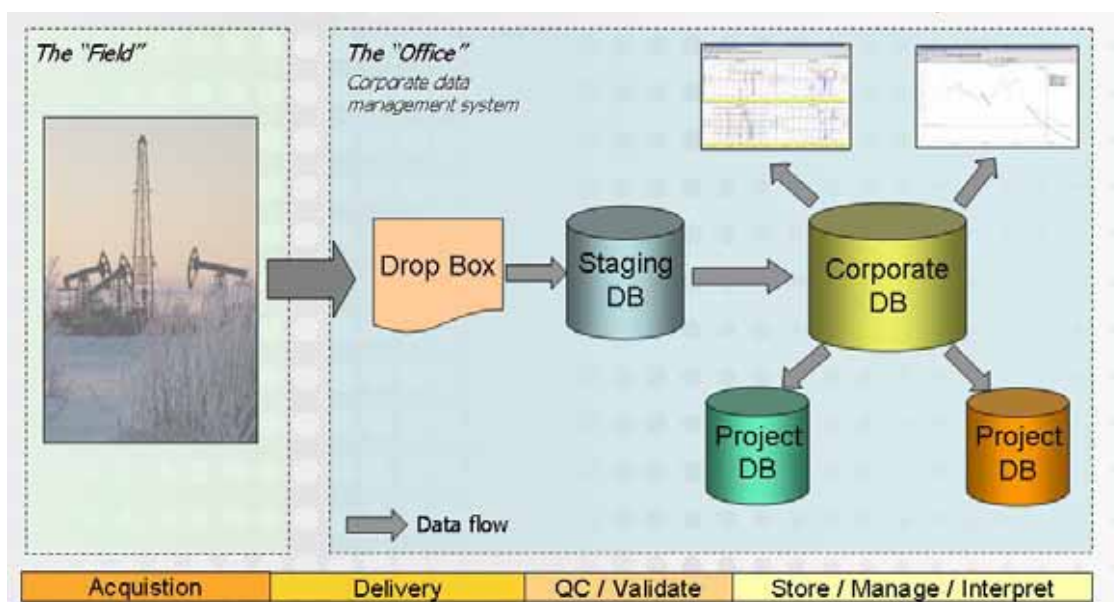 The "Field"
The "Office"
Corporate data
management system
Drop Box
Staging
DB
Corporate
DB
Project
DB
Project
DB
Data flow
Acquistion
Delivery
QC / Validate
Store / Manage / Interpret